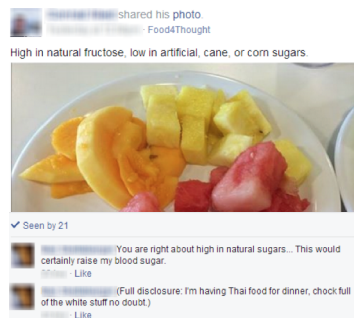 shared his photo.
· Food4Thought
High in natural fructose, low in artificial, cane, or corn sugars.
✓ Seen by 21
You are right about high in natural sugars... This would
certainly raise my blood sugar.
· Like
(Full disclosure: I'm having Thai food for dinner, chock full
of the white stuff no doubt.)
· Like